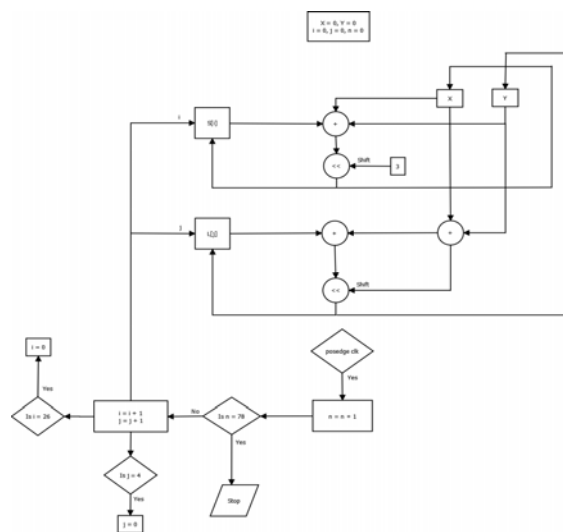 X = 0, Y = 0
i = 0, j = 0, n = 0
X
Y
i
S[i]
+
<<
Shift
3
j
L[j]
+
+
<<
Shift
posedge clk
Yes
n = n + 1
Is n = 78
No
Yes
Stop
i = i + 1
j = j + 1
Is i = 26
Yes
i = 0
Is j = 4
Yes
j = 0